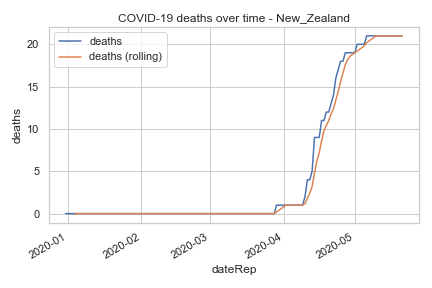 COVID-19 deaths over time - New_Zealand
deaths
deaths (rolling)
20
15
10
5
0
deaths
2020-01
2020-02
2020-03
2020-04
2020-05
dateRep